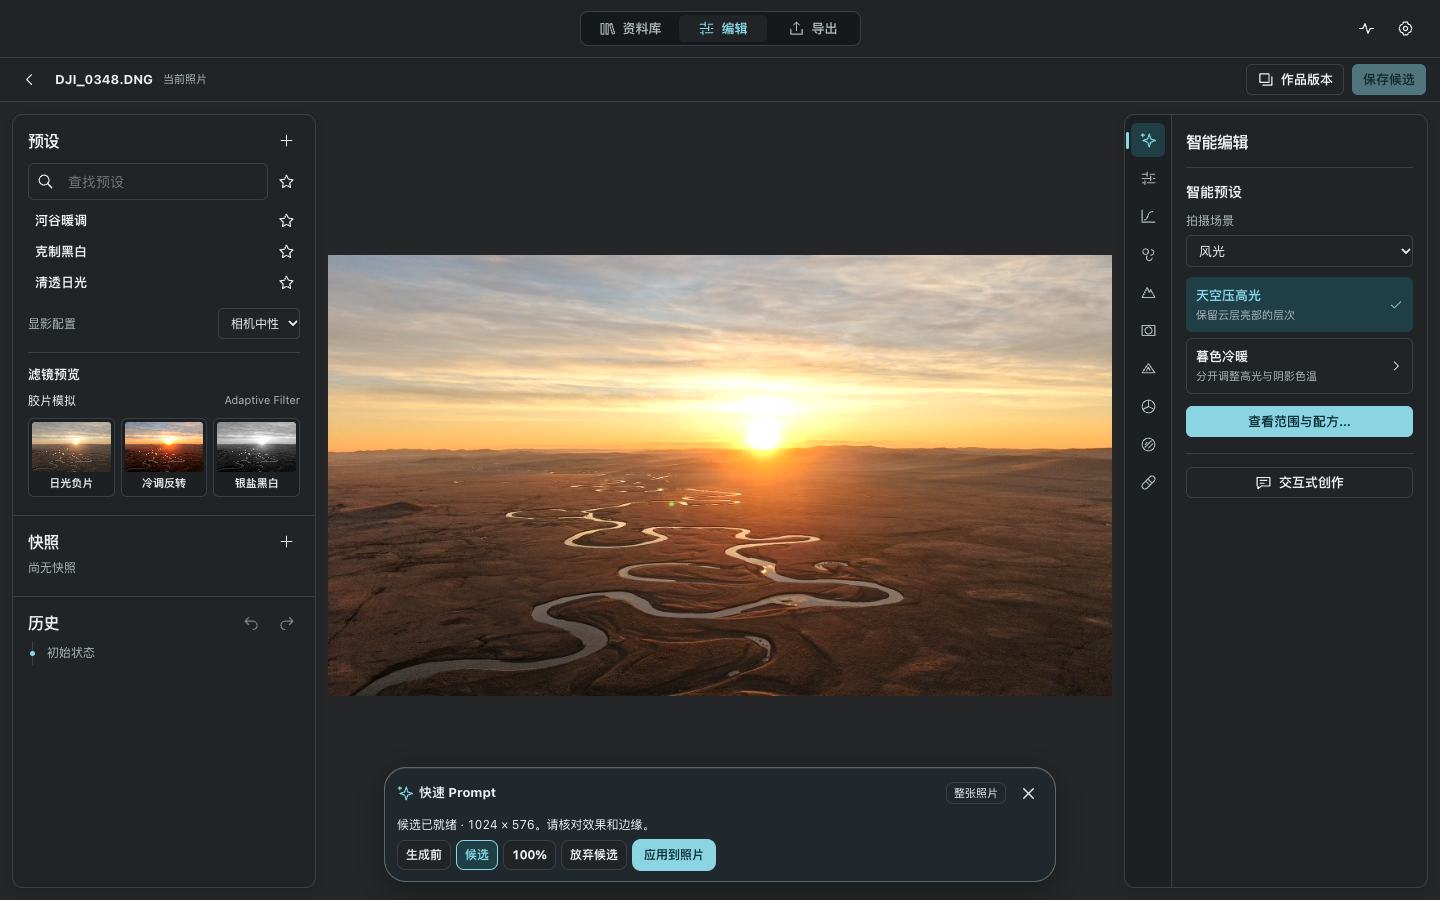 资料库
编辑
导出
DJI_0348.DNG 当前照片
作品版本
保存候选
预设
查找预设
河谷暖调
克制黑白
清透日光
显影配置 相机中性
滤镜预览
胶片模拟 Adaptive Filter
日光负片 冷调反转 银盐黑白
快照
尚无快照
历史
初始状态
快速 Prompt 整张照片
候选已就绪 · 1024 × 576。请核对效果和边缘。
生成前 候选 100% 放弃候选 应用到照片
智能编辑
智能预设
拍摄场景
风光
天空压高光
保留云层亮部的层次
暮色冷暖
分开调整高光与阴影色温
查看范围与配方...
交互式创作